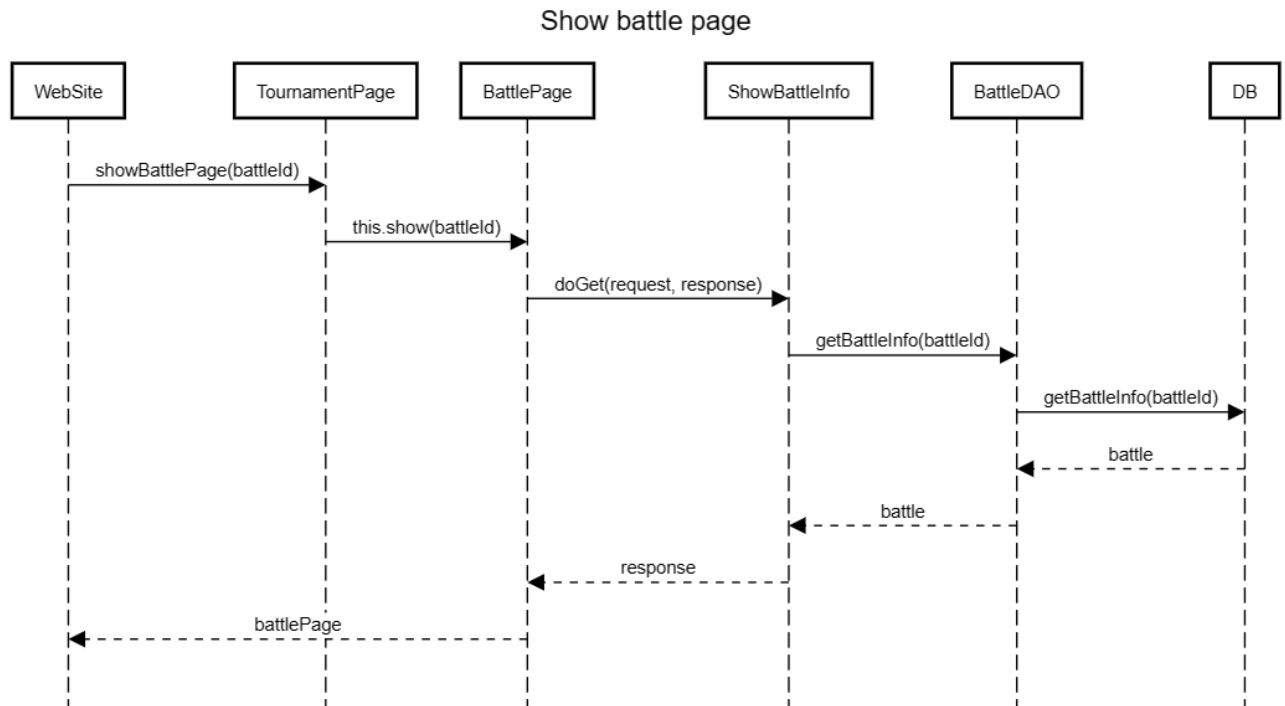 Show battle page
WebSite
TournamentPage
BattlePage
ShowBattleInfo
BattleDAO
DB
showBattlePage(battleId)
this.show(battleId)
doGet(request, response)
getBattleInfo(battleId)
getBattleInfo(battleId)
battle
battle
response
battlePage